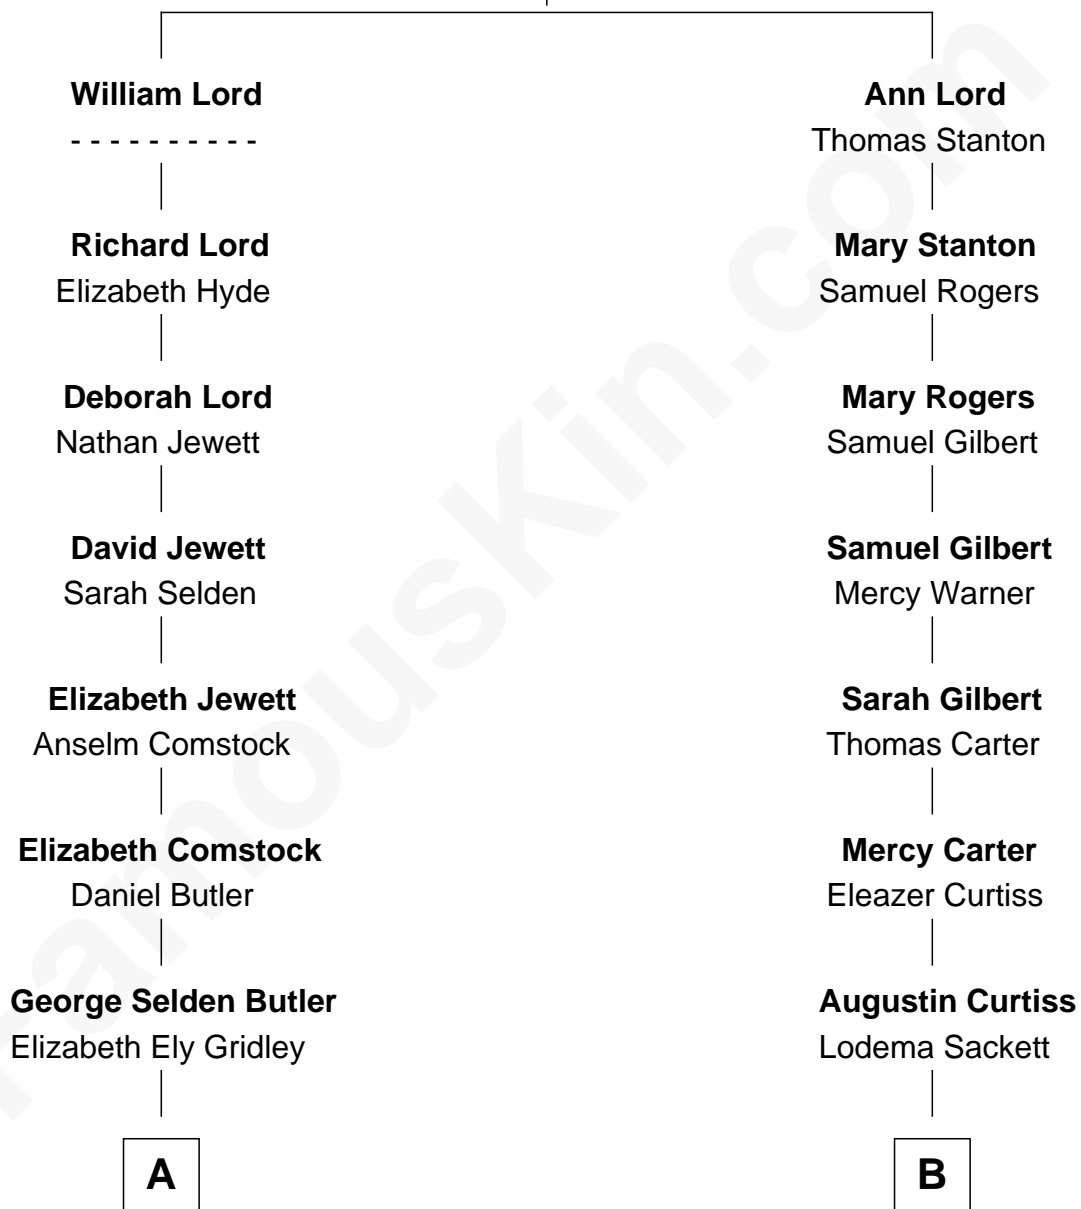 William Lord
- - - - - - - - - -
Richard Lord
Elizabeth Hyde
Deborah Lord
Nathan Jewett
David Jewett
Sarah Selden
Elizabeth Jewett
Anselm Comstock
Elizabeth Comstock
Daniel Butler
George Selden Butler
Elizabeth Ely Gridley
A
Ann Lord
Thomas Stanton
Mary Stanton
Samuel Rogers
Mary Rogers
Samuel Gilbert
Samuel Gilbert
Mercy Warner
Sarah Gilbert
Thomas Carter
Mercy Carter
Eleazer Curtiss
Augustin Curtiss
Lodema Sackett
B
FamousKin.com